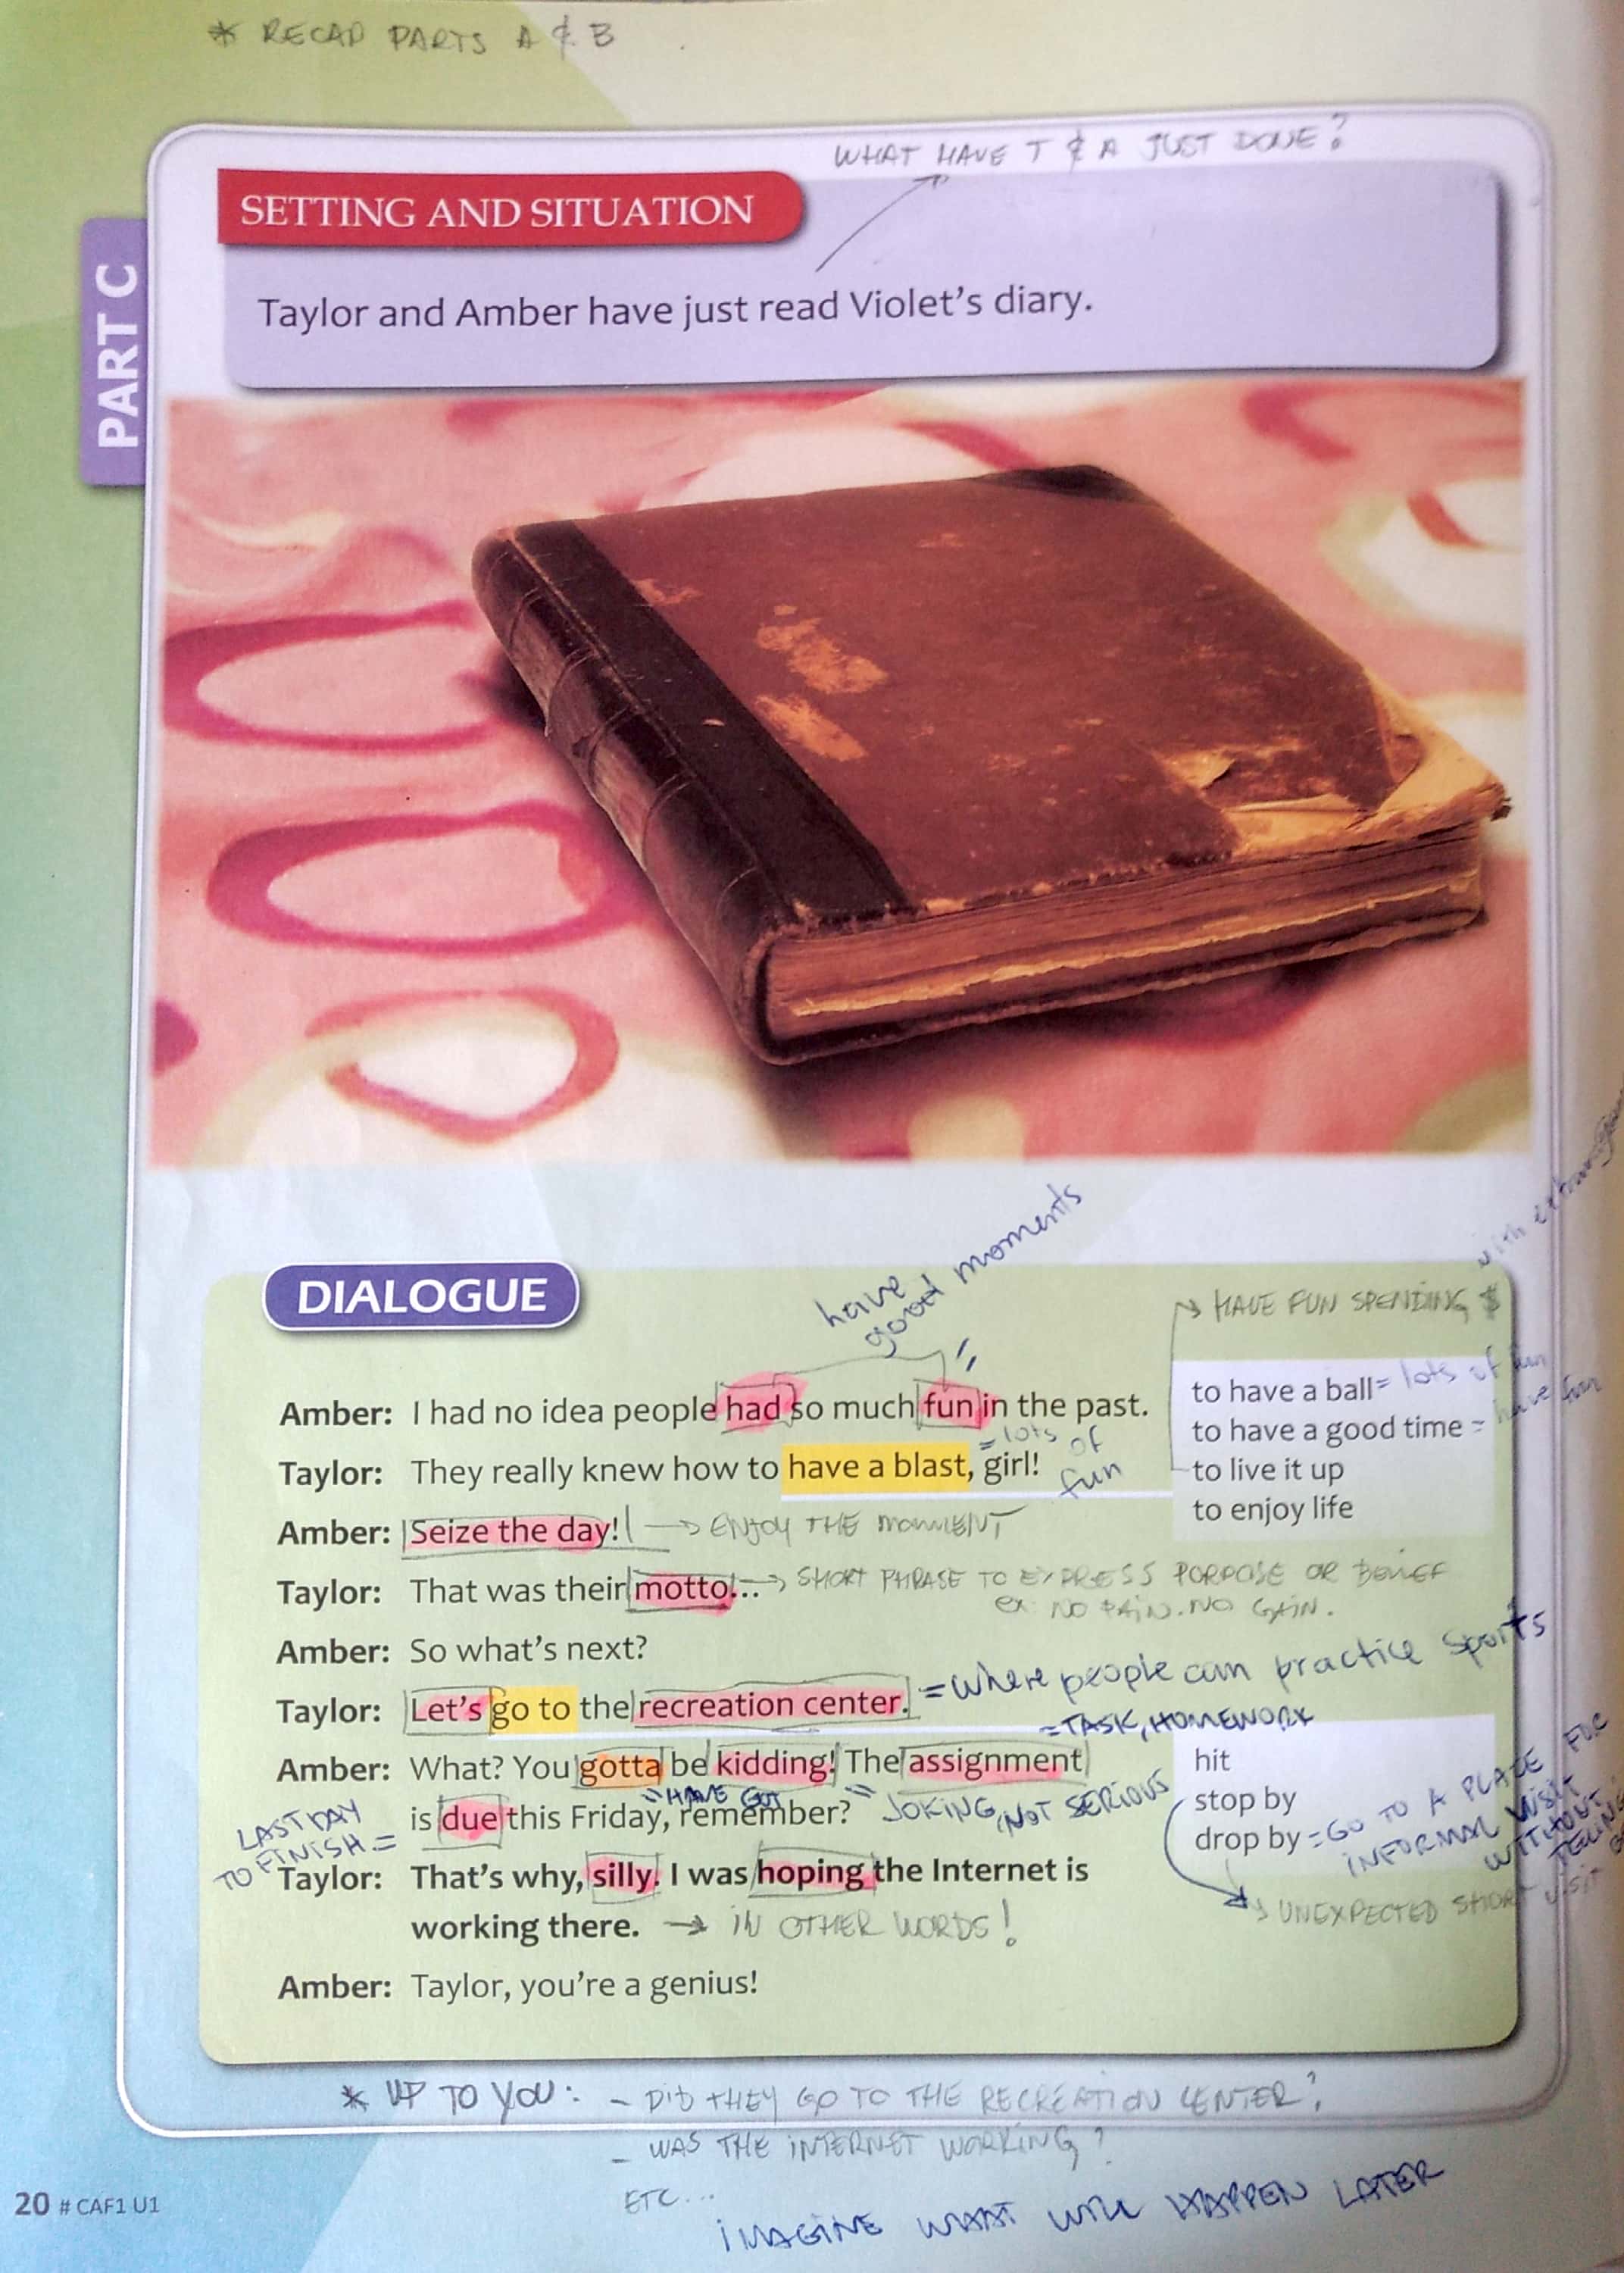 * RECAP PARTS A & B
WHAT HAVE T & A JUST DONE?
SETTING AND SITUATION
PART C
Taylor and Amber have just read Violet's diary.
have
good moments
with extra
DIALOGUE
HAVE FUN SPENDING $
Amber: I had no idea people had so much fun in the past.
to have a ball = lots of fun
to have a good time = have fun
= lots of
fun
Taylor: They really knew how to have a blast, girl!
to live it up
to enjoy life
Amber: Seize the day! → ENJOY THE MOMMENT
Taylor: That was their motto... → SHORT PHRASE TO EXPRESS PORPOSE OR BELIEF
ex: NO PAIN. NO GAIN.
Amber: So what's next?
Taylor: Let's go to the recreation center. = where people can practice sports
= TASK, HOMEWORK
Amber: What? You gotta be kidding! The assignment
hit
= HAVE GOT
= JOKING, NOT SERIOUS
is due this Friday, remember?
stop by
drop by = GO TO A PLACE FOR
INFORMAL VISIT
WITHOUT
LAST DAY
TO FINISH =
Taylor: That's why, silly! I was hoping the Internet is
UNEXPECTED SHORT VISIT
working there. → IN OTHER WORDS!
Amber: Taylor, you're a genius!
* UP TO YOU: - DID THEY GO TO THE RECREATION CENTER?
- WAS THE INTERNET WORKING?
ETC...
IMAGINE WHAT WILL HAPPEN LATER
20 # CAF1 U1